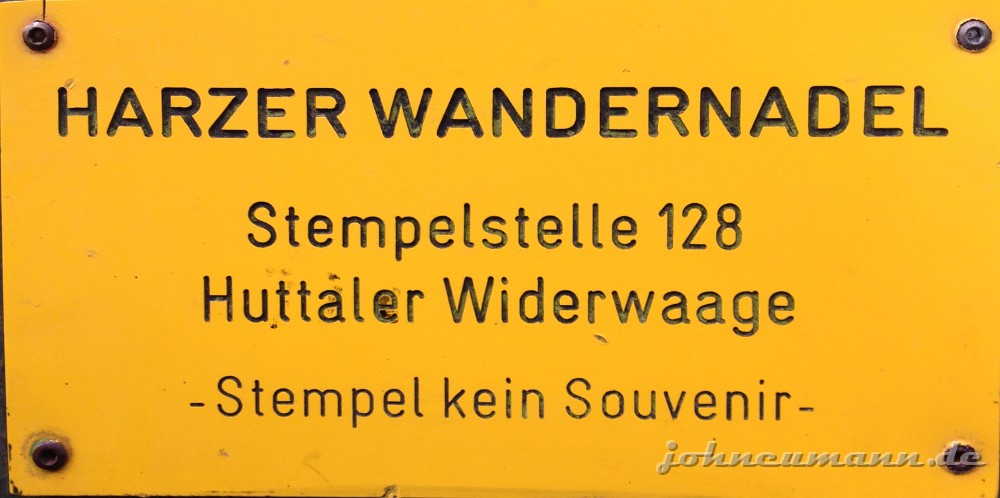 HARZER WANDERNADEL
Stempelstelle 128
Huttaler Widerwaage
-Stempel kein Souvenir-
johneumann.de